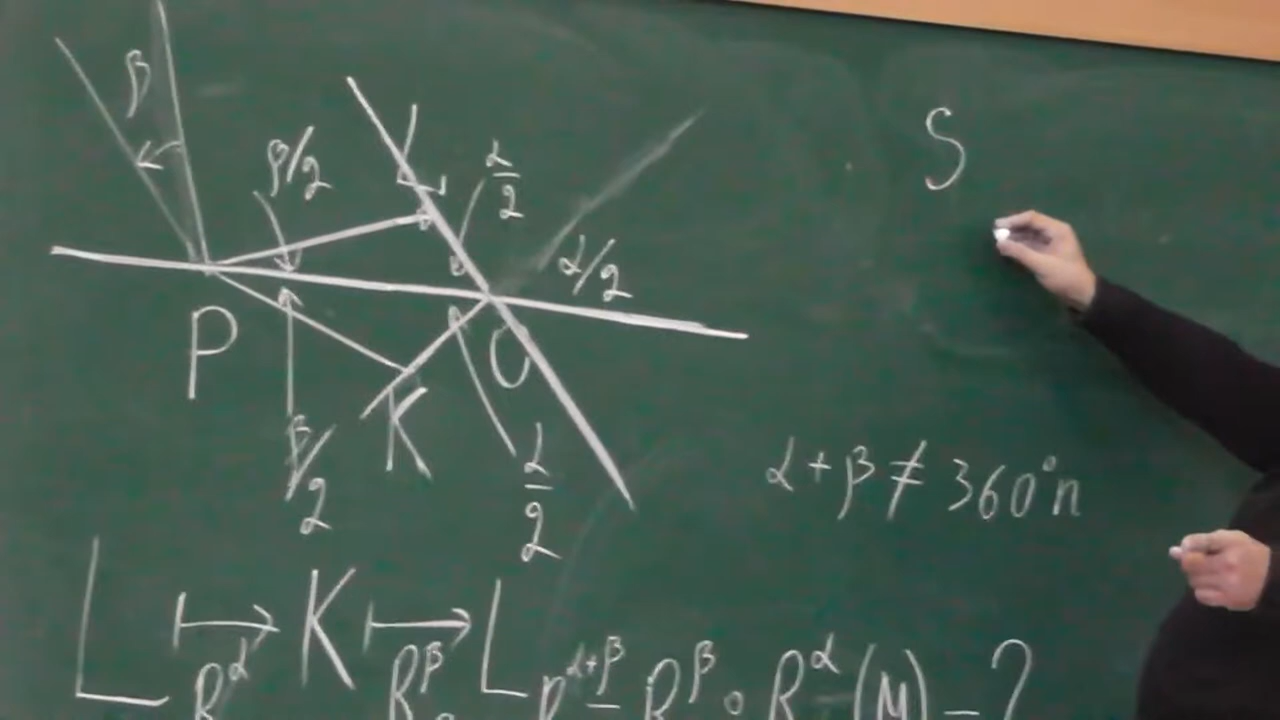 β
β/2
L
α/2
S
α/2
P
O
β/2
K
α/2
α + β ≠ 360°n
L ↦ K ↦ L
R^α R^β R^α+β = R^β ∘ R^α (M) = ?